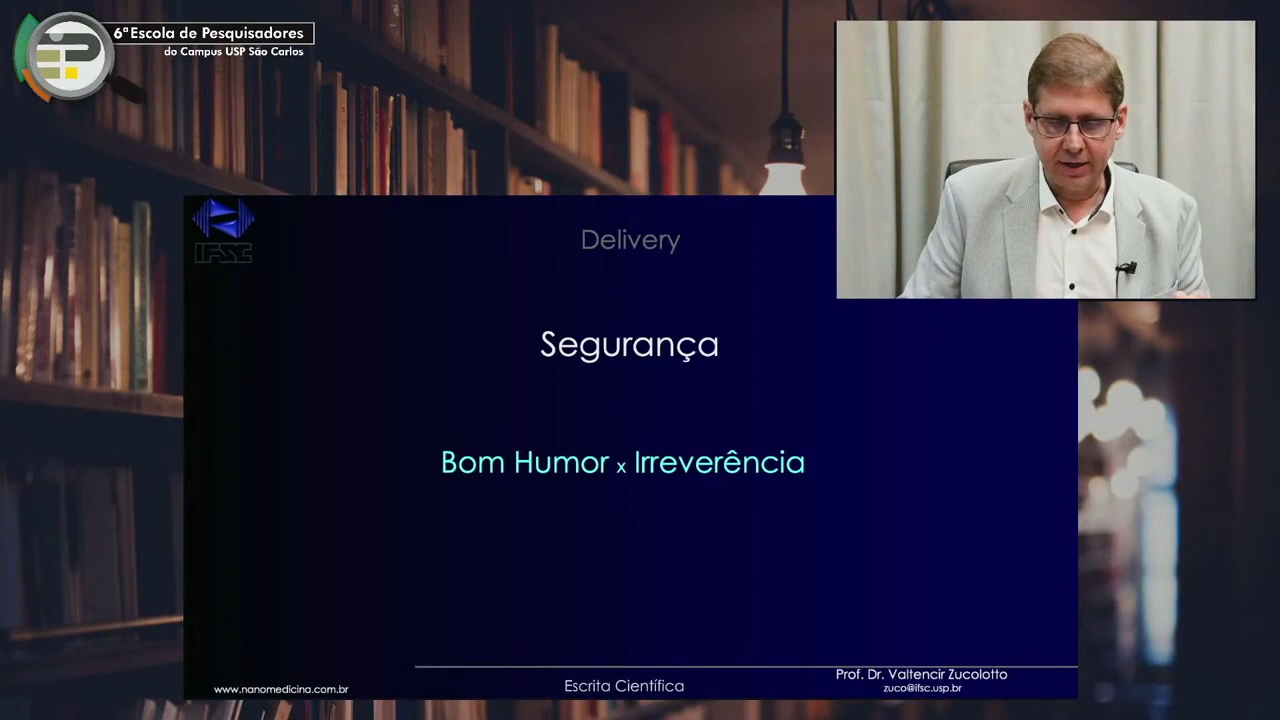 6ª Escola de Pesquisadores
do Campus USP São Carlos
IFSC
Delivery
Segurança
Bom Humor x Irreverência
www.nanomedicina.com.br
Escrita Científica
Prof. Dr. Valtencir Zucolotto
zuco@ifsc.usp.br